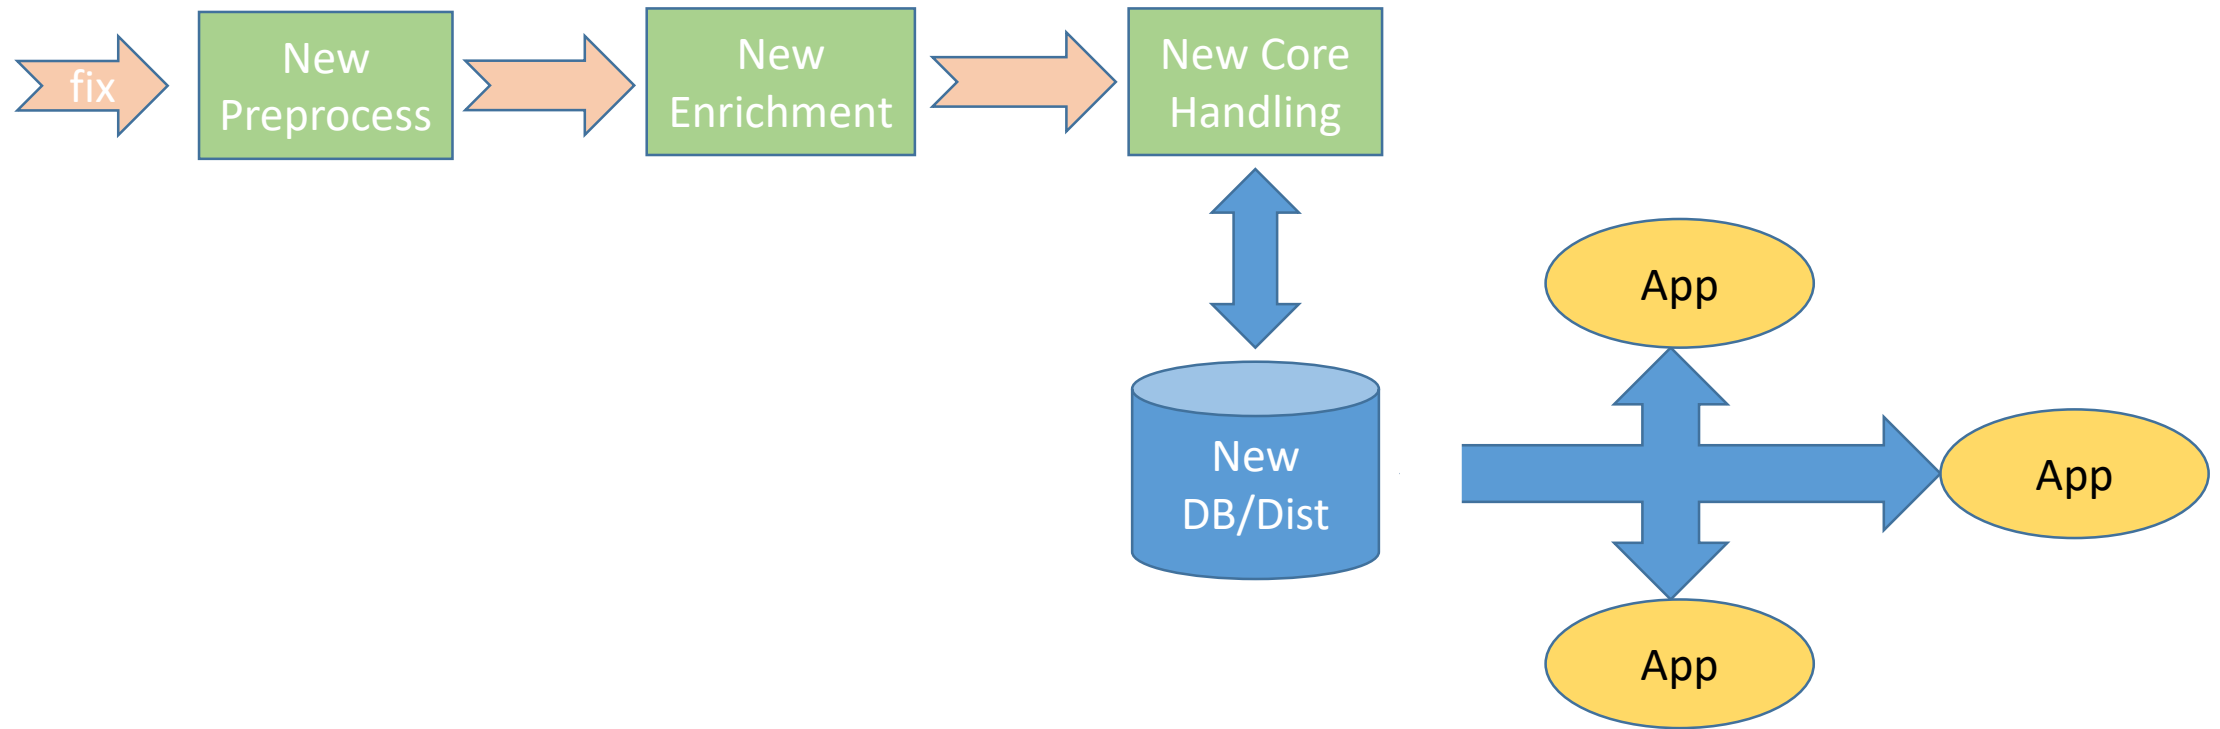 fix
New
Preprocess
New
Enrichment
New Core
Handling
App
New
DB/Dist
App
App